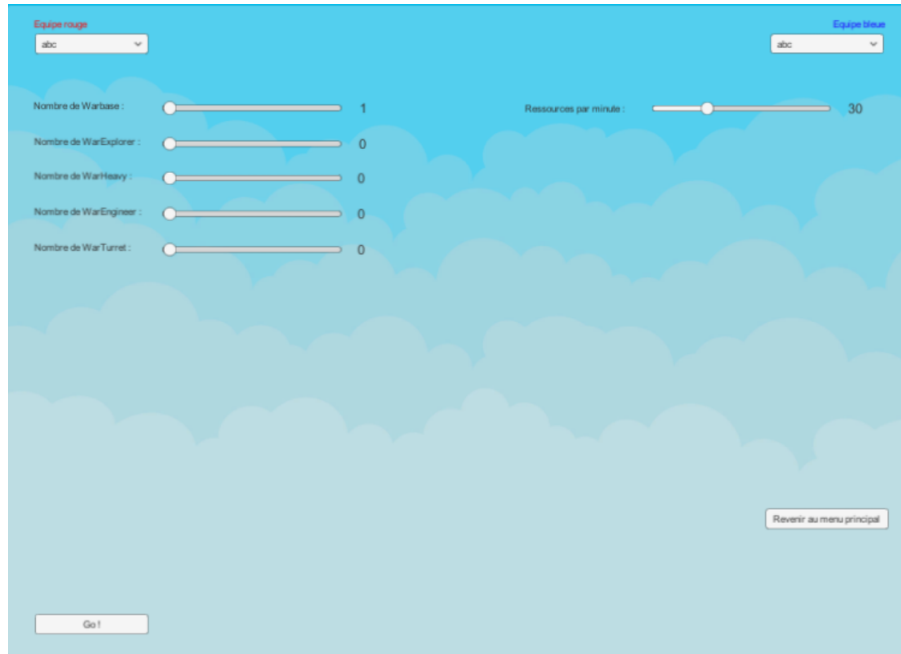 Equipe rouge
Equipe bleue
abc
abc
Nombre de Warbase : 1
Ressources par minute : 30
Nombre de WarExplorer : 0
Nombre de WarHeavy : 0
Nombre de WarEngineer : 0
Nombre de WarTurret : 0
Revenir au menu principal
Go !